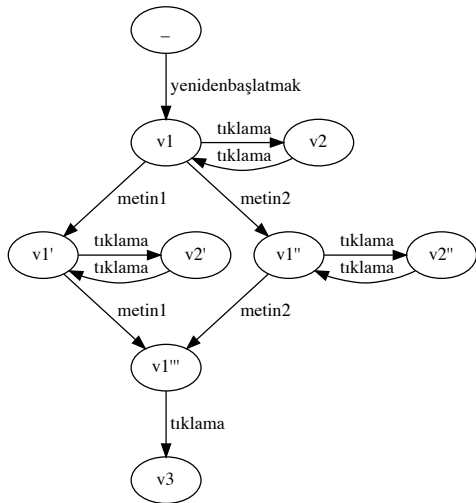 _
yenidenbaşlatmak
v1
tıklama
v2
tıklama
metin1
metin2
v1'
tıklama
v2'
tıklama
v1''
tıklama
v2''
tıklama
metin1
metin2
v1'''
tıklama
v3